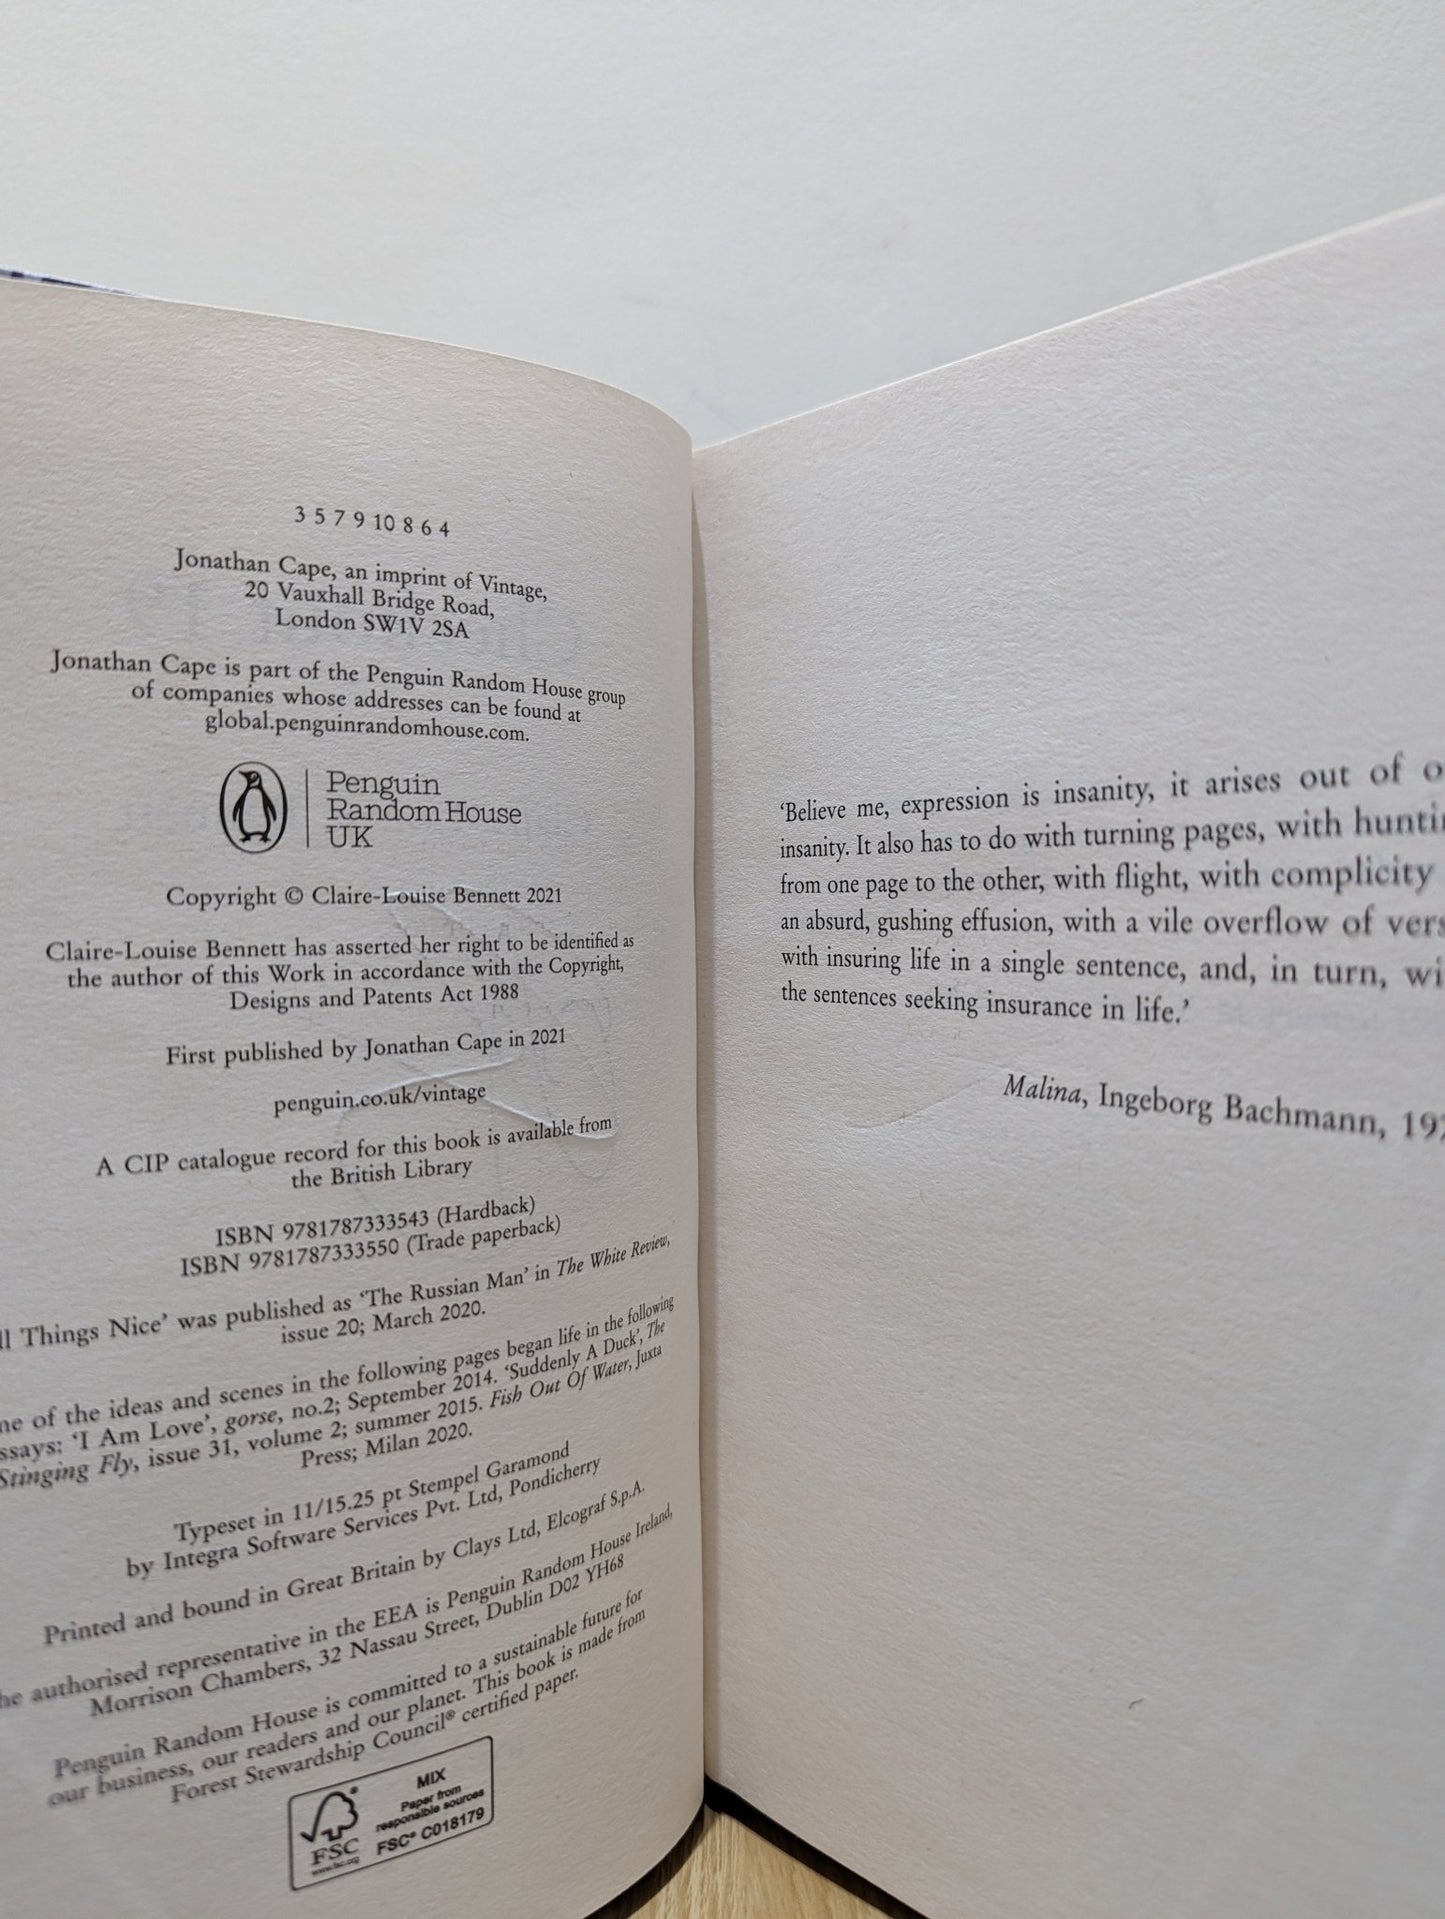 3 5 7 9 10 8 6 4
Jonathan Cape, an imprint of Vintage,
20 Vauxhall Bridge Road,
London SW1V 2SA
Jonathan Cape is part of the Penguin Random House group
of companies whose addresses can be found at
global.penguinrandomhouse.com.
Penguin
Random House
UK
Copyright © Claire-Louise Bennett 2021
Claire-Louise Bennett has asserted her right to be identified as
the author of this Work in accordance with the Copyright,
Designs and Patents Act 1988
First published by Jonathan Cape in 2021
penguin.co.uk/vintage
A CIP catalogue record for this book is available from
the British Library
ISBN 9781787333543 (Hardback)
ISBN 9781787333550 (Trade paperback)
Things Nice’ was published as ‘The Russian Man’ in The White Review,
issue 20; March 2020.
of the ideas and scenes in the following pages began life in the following
‘I Am Love’, gorse, no.2; September 2014. ‘Suddenly A Duck’, The
Stinging Fly, issue 31, volume 2; summer 2015. Fish Out Of Water, Juxta
Press; Milan 2020.
Typeset in 11/15.25 pt Stempel Garamond
by Integra Software Services Pvt. Ltd, Pondicherry
Printed and bound in Great Britain by Clays Ltd, Elcograf S.p.A.
authorised representative in the EEA is Penguin Random House Ireland,
Morrison Chambers, 32 Nassau Street, Dublin D02 YH68
Penguin Random House is committed to a sustainable future for
our business, our readers and our planet. This book is made from
Forest Stewardship Council® certified paper.
FSC
www.fsc.org
MIX
Paper from
responsible sources
FSC® C018179
‘Believe me, expression is insanity, it arises out of
insanity. It also has to do with turning pages, with
from one page to the other, with flight, with complicity
an absurd, gushing effusion, with a vile overflow of
with insuring life in a single sentence, and, in turn,
the sentences seeking insurance in life.’
Malina, Ingeborg Bachmann,